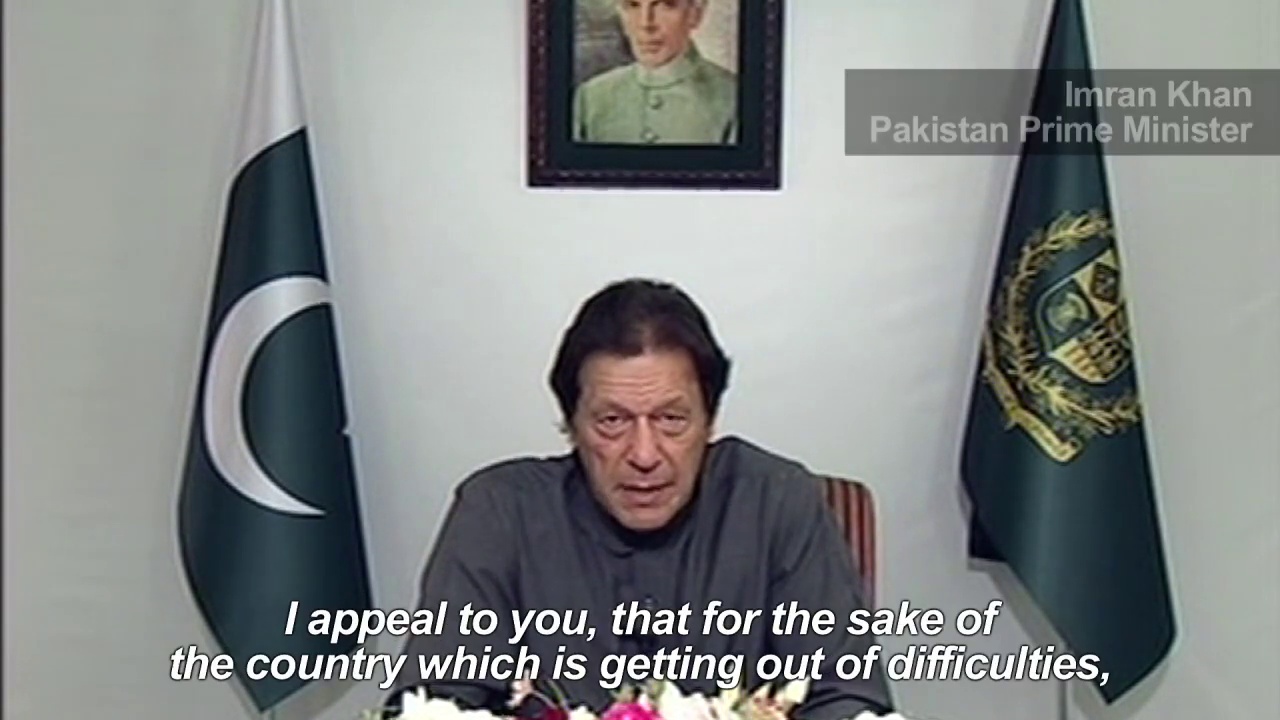 Imran Khan
Pakistan Prime Minister
I appeal to you, that for the sake of
the country which is getting out of difficulties,